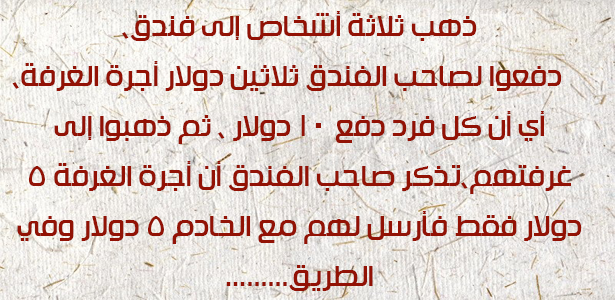 ذهب ثلاثة أشخاص إلى فندق،
دفعوا لصاحب الفندق ثلاثين دولار أجرة الغرفة،
أي أن كل فرد دفع ١٠ دولار ، ثم ذهبوا إلى
غرفتهم،تذكر صاحب الفندق أن أجرة الغرفة ٥
دولار فقط فأرسل لهم مع الخادم ٥ دولار وفي
الطريق.........